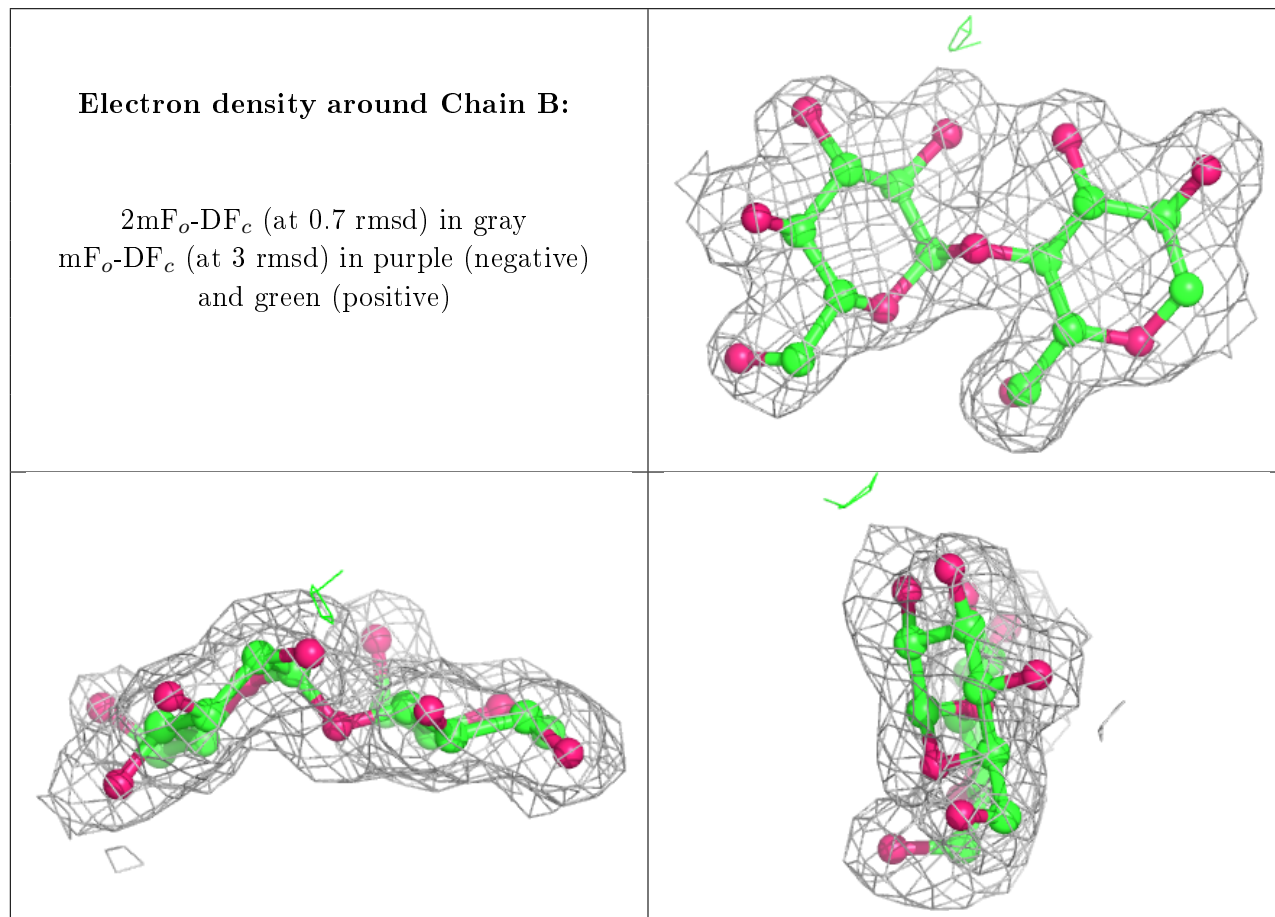 Electron density around Chain B:
2mFo-DFc (at 0.7 rmsd) in gray
mFo-DFc (at 3 rmsd) in purple (negative)
and green (positive)